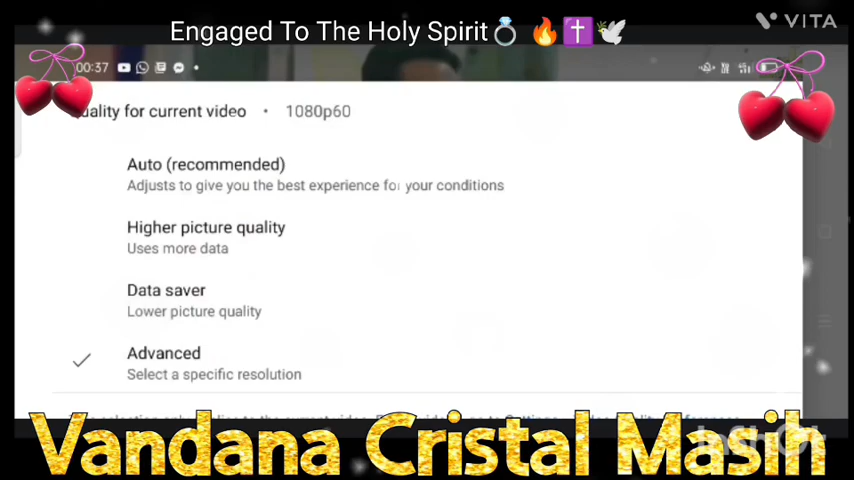 Engaged To The Holy Spirit💍 🔥✝️🕊️
VITA
00:37
Quality for current video • 1080p60
Auto (recommended)
Adjusts to give you the best experience for your conditions
Higher picture quality
Uses more data
Data saver
Lower picture quality
Advanced
Select a specific resolution
Vandana Cristal Masih
InShOt